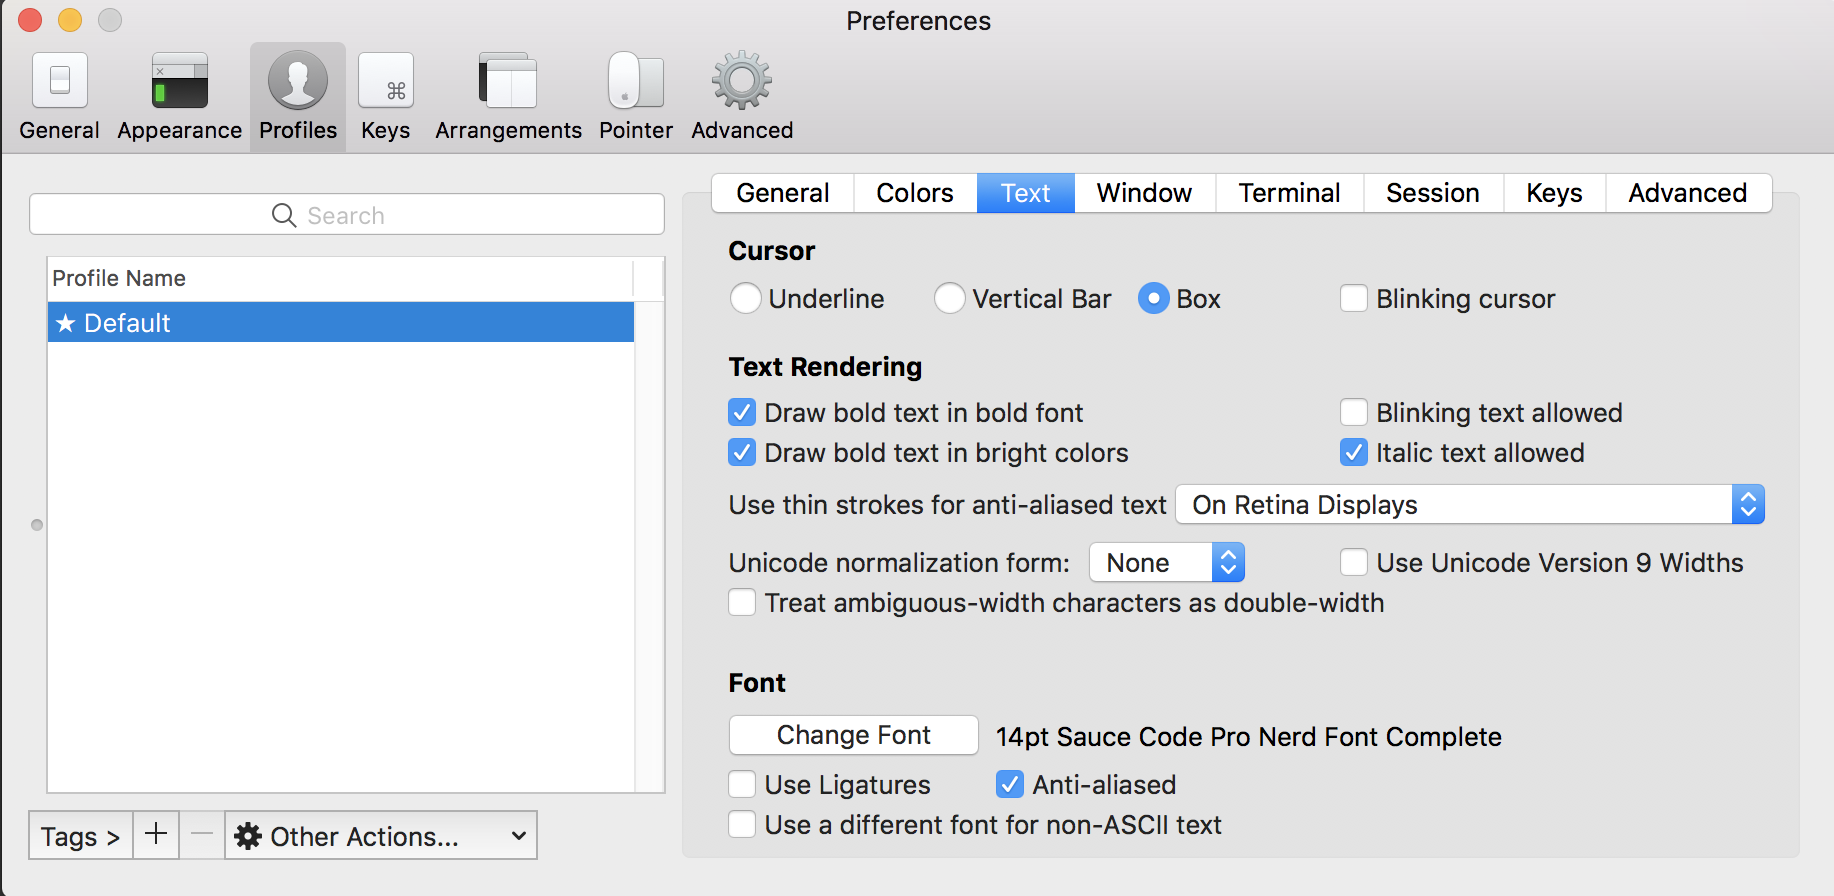 Preferences
General Appearance Profiles Keys Arrangements Pointer Advanced
Search
Profile Name
★ Default
Tags > + − Other Actions...
General Colors Text Window Terminal Session Keys Advanced
Cursor
Underline Vertical Bar Box Blinking cursor
Text Rendering
Draw bold text in bold font Blinking text allowed
Draw bold text in bright colors Italic text allowed
Use thin strokes for anti-aliased text On Retina Displays
Unicode normalization form: None Use Unicode Version 9 Widths
Treat ambiguous-width characters as double-width
Font
Change Font 14pt Sauce Code Pro Nerd Font Complete
Use Ligatures Anti-aliased
Use a different font for non-ASCII text